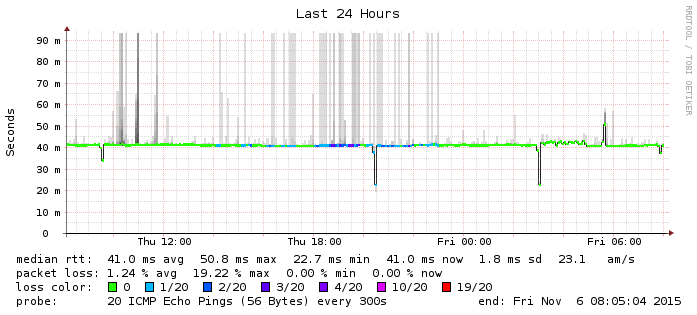 Last 24 Hours
RRDTOOL / TOBI OETIKER
Seconds
90 m
80 m
70 m
60 m
50 m
40 m
30 m
20 m
10 m
0
Thu 12:00 Thu 18:00 Fri 00:00 Fri 06:00
median rtt: 41.0 ms avg 50.8 ms max 22.7 ms min 41.0 ms now 1.8 ms sd 23.1 am/s
packet loss: 1.24 % avg 19.22 % max 0.00 % min 0.00 % now
loss color: 0 1/20 2/20 3/20 4/20 10/20 19/20
probe: 20 ICMP Echo Pings (56 Bytes) every 300s end: Fri Nov 6 08:05:04 2015